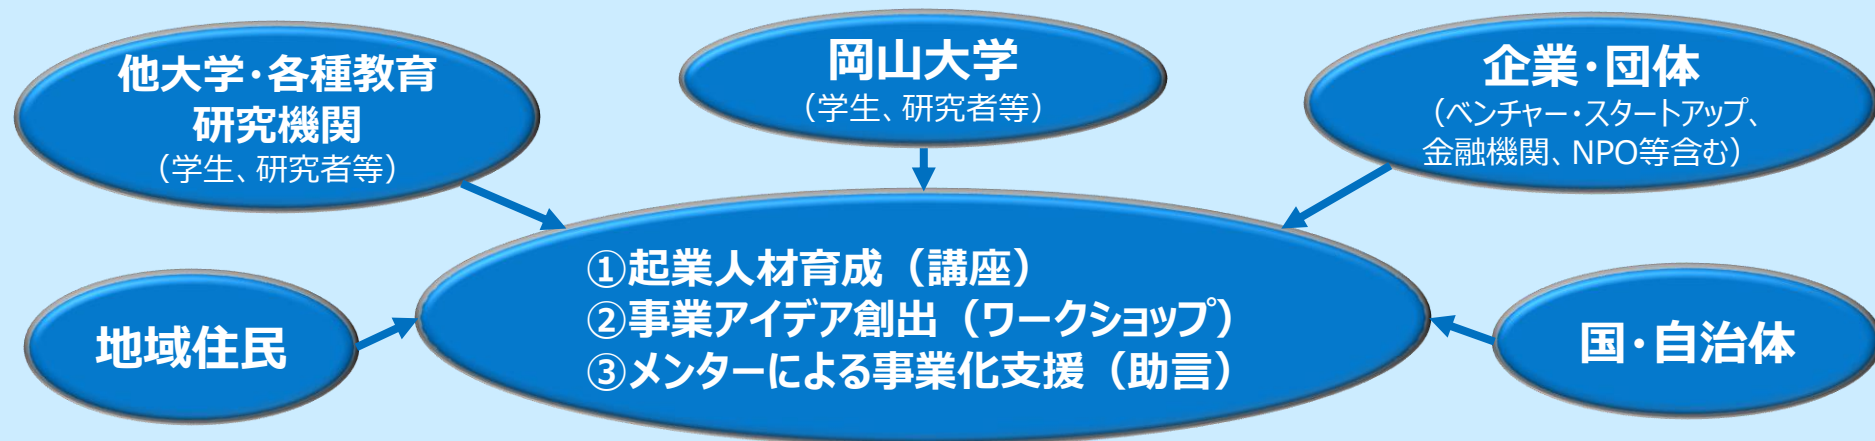 他大学・各種教育
研究機関
（学生、研究者等）
岡山大学
（学生、研究者等）
企業・団体
（ベンチャー・スタートアップ、
金融機関、NPO等含む）
①起業人材育成（講座）
②事業アイデア創出（ワークショップ）
③メンターによる事業化支援（助言）
地域住民
国・自治体